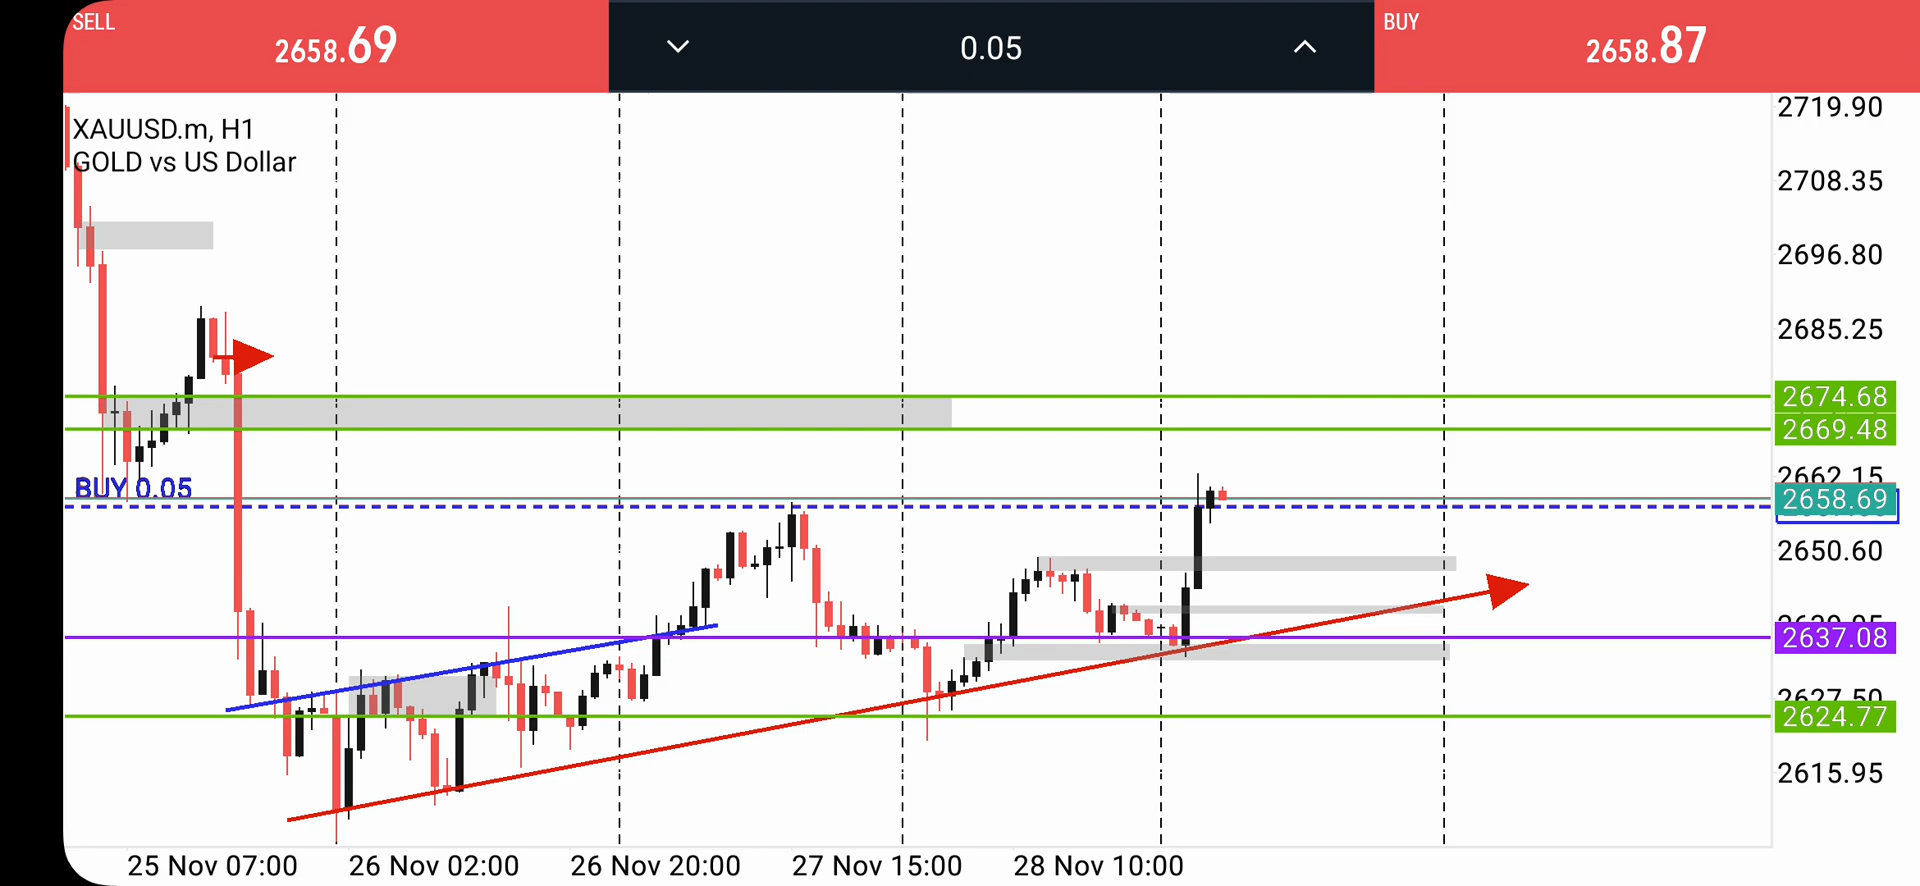 SELL
2658.69
0.05
BUY
2658.87
XAUUSD.m, H1
GOLD vs US Dollar
2719.90
2708.35
2696.80
2685.25
2674.68
2669.48
2662.15
BUY 0.05
2658.69
2650.60
2637.08
2627.50
2624.77
2615.95
25 Nov 07:00
26 Nov 02:00
26 Nov 20:00
27 Nov 15:00
28 Nov 10:00